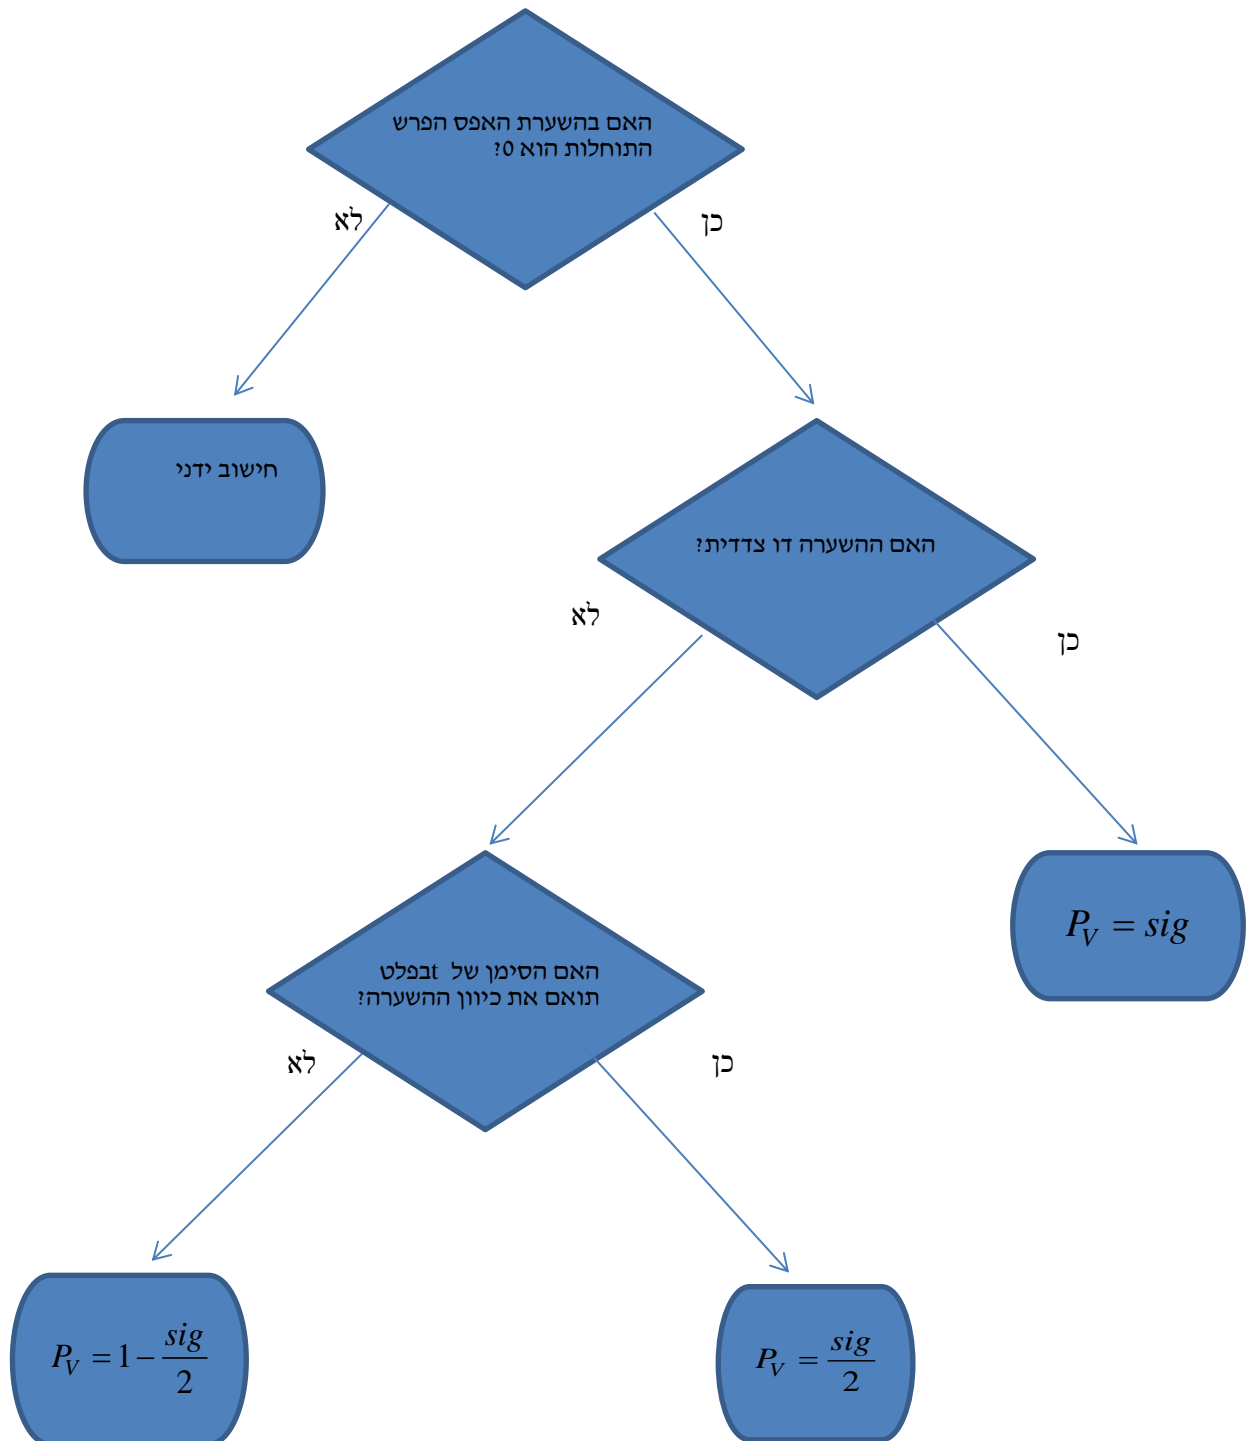 האם בהשערת האפס הפרש
התוחלות הוא 0?
לא
כן
חישוב ידני
האם ההשערה דו צדדית?
לא
כן
P_V = sig
האם הסימן של tבפלט
תואם את כיוון ההשערה?
לא
כן
P_V = 1 - sig/2
P_V = sig/2